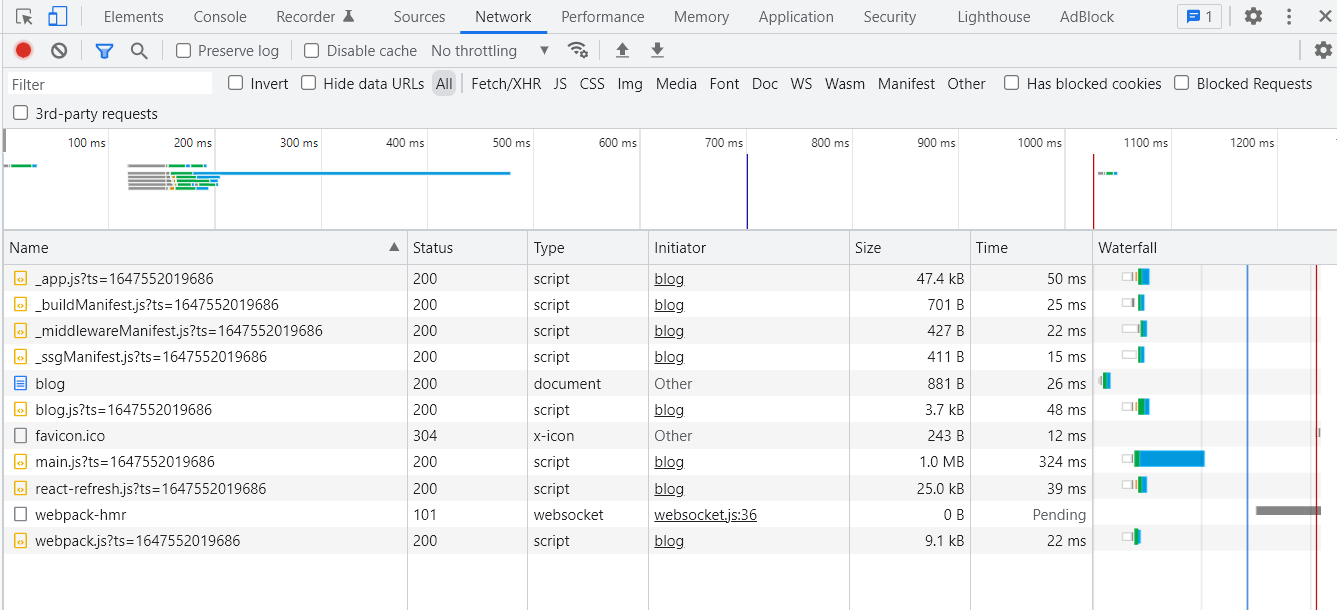 Elements Console Recorder Sources Network Performance Memory Application Security Lighthouse AdBlock 1
Preserve log Disable cache No throttling
Filter Invert Hide data URLs All Fetch/XHR JS CSS Img Media Font Doc WS Wasm Manifest Other Has blocked cookies Blocked Requests
3rd-party requests
100 ms 200 ms 300 ms 400 ms 500 ms 600 ms 700 ms 800 ms 900 ms 1000 ms 1100 ms 1200 ms
Name Status Type Initiator Size Time Waterfall
_app.js?ts=1647552019686 200 script blog 47.4 kB 50 ms
_buildManifest.js?ts=1647552019686 200 script blog 701 B 25 ms
_middlewareManifest.js?ts=1647552019686 200 script blog 427 B 22 ms
_ssgManifest.js?ts=1647552019686 200 script blog 411 B 15 ms
blog 200 document Other 881 B 26 ms
blog.js?ts=1647552019686 200 script blog 3.7 kB 48 ms
favicon.ico 304 x-icon Other 243 B 12 ms
main.js?ts=1647552019686 200 script blog 1.0 MB 324 ms
react-refresh.js?ts=1647552019686 200 script blog 25.0 kB 39 ms
webpack-hmr 101 websocket websocket.js:36 0 B Pending
webpack.js?ts=1647552019686 200 script blog 9.1 kB 22 ms